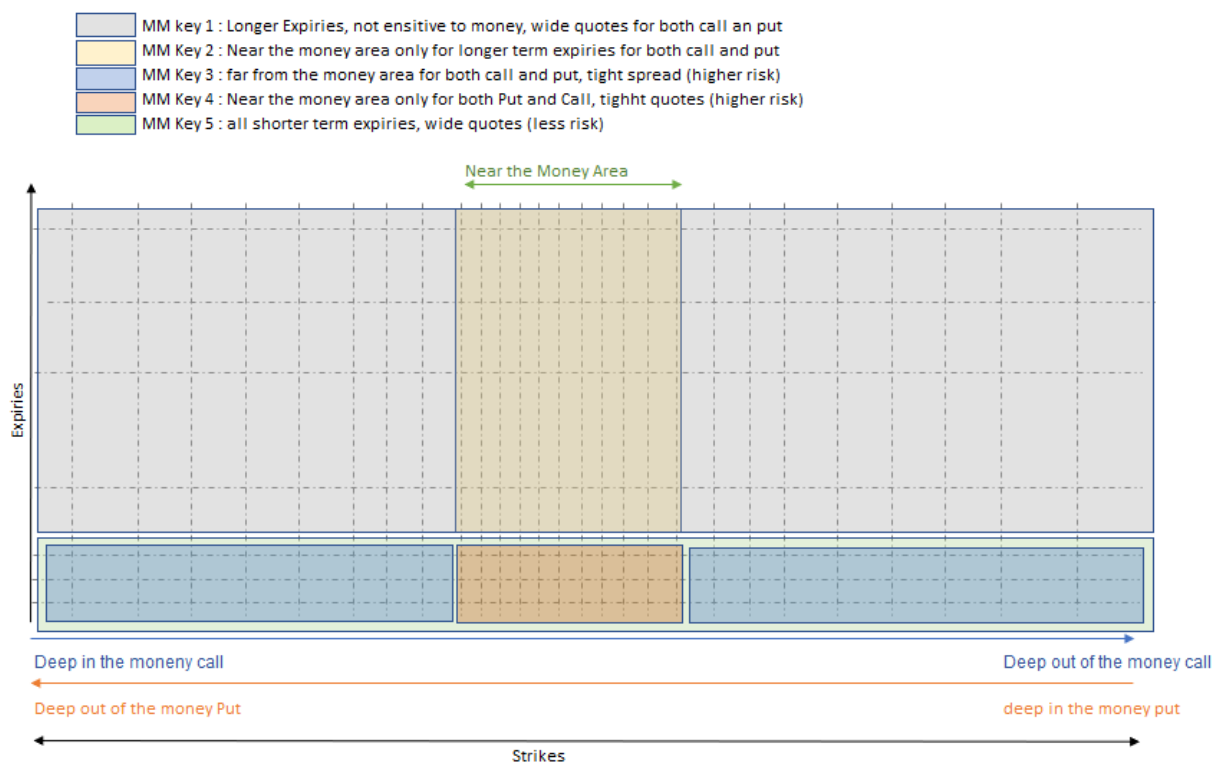 MM key 1 : Longer Expiries, not ensitive to money, wide quotes for both call an put
MM Key 2 : Near the money area only for longer term expiries for both call and put
MM Key 3 : far from the money area for both call and put, tight spread (higher risk)
MM Key 4 : Near the money area only for both Put and Call, tighht quotes (higher risk)
MM Key 5 : all shorter term expiries, wide quotes (less risk)
Near the Money Area
Expiries
Deep in the moneny call
Deep out of the money call
Deep out of the money Put
deep in the money put
Strikes